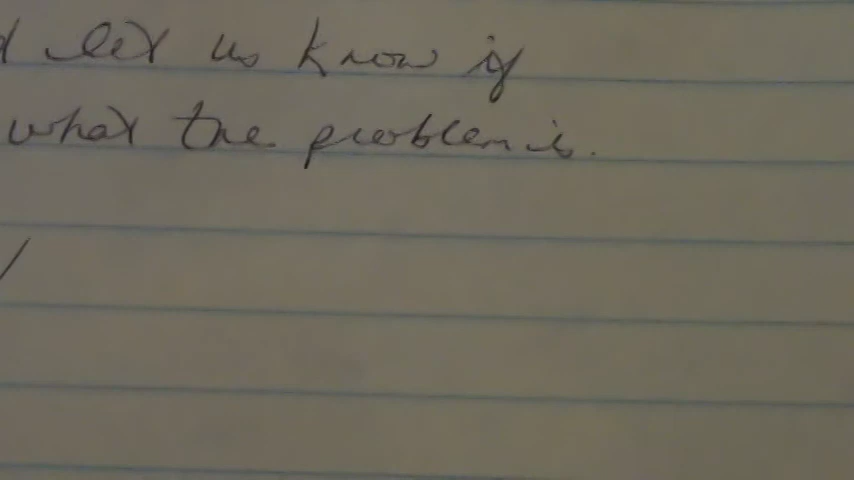 let us know if
what the problem is.